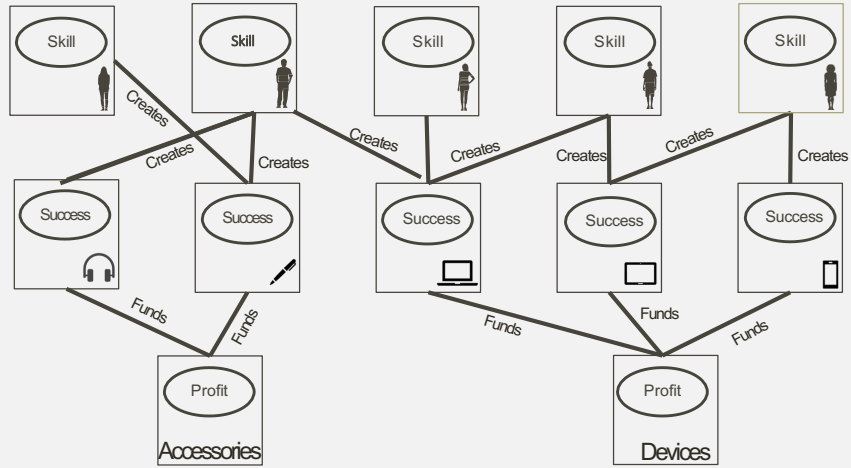 Skill
Skill
Skill
Skill
Skill
Creates
Creates
Creates
Creates
Creates
Creates
Creates
Creates
Success
Success
Success
Success
Success
Funds
Funds
Funds
Funds
Funds
Profit
Profit
Accessories
Devices